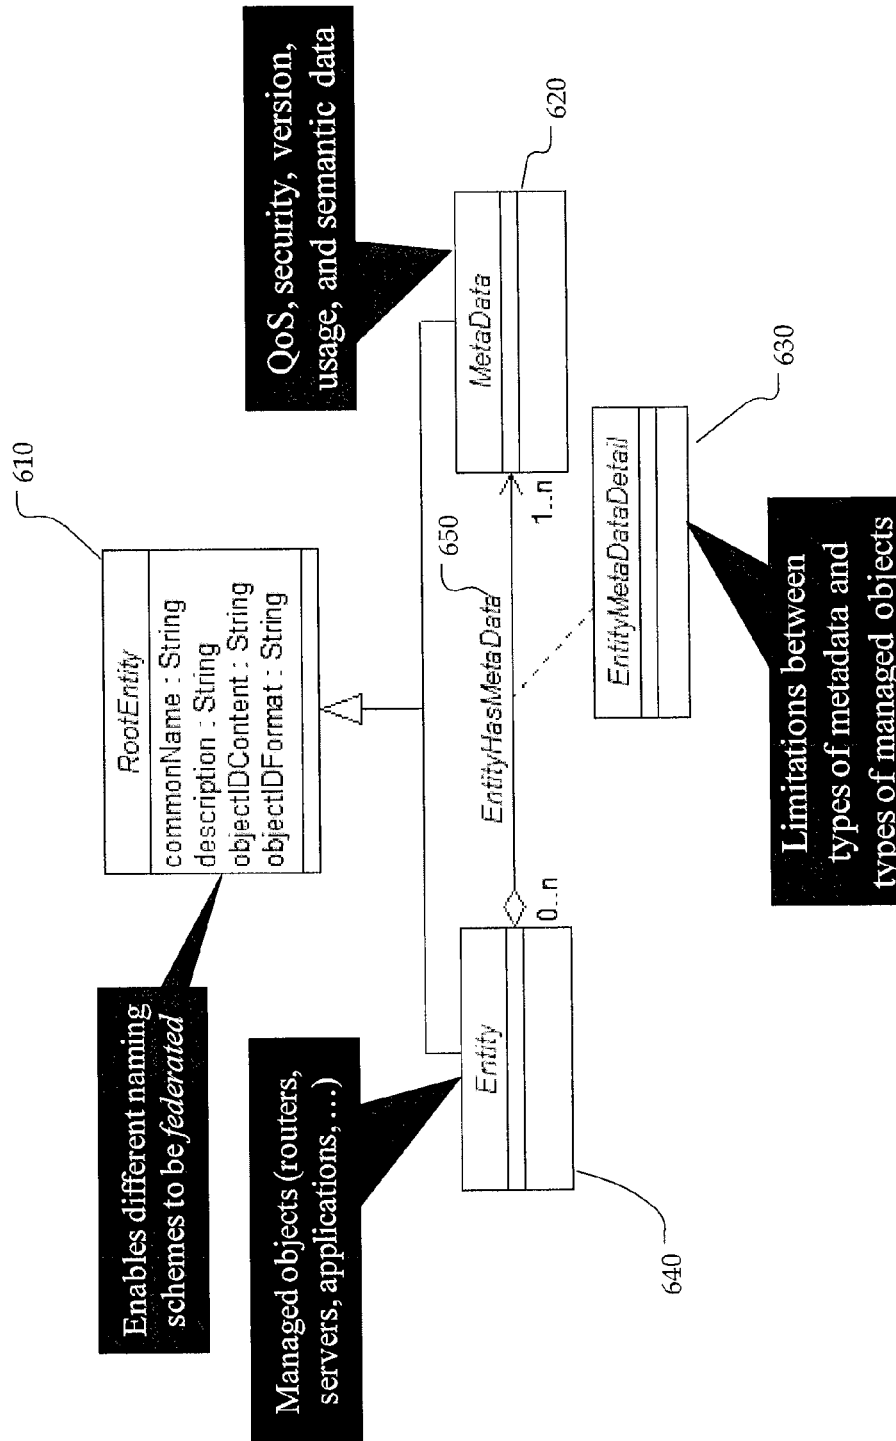 610
Enables different naming
schemes to be federated
RootEntity
commonName : String
description : String
objectIDContent : String
objectIDFormat : String
Managed objects (routers,
servers, applications, …)
QoS, security, version,
usage, and semantic data
Entity
0..n
EntityHasMetaData
650
1..n
MetaData
620
640
EntityMetaDataDetail
630
Limitations between
types of metadata and
types of managed objects